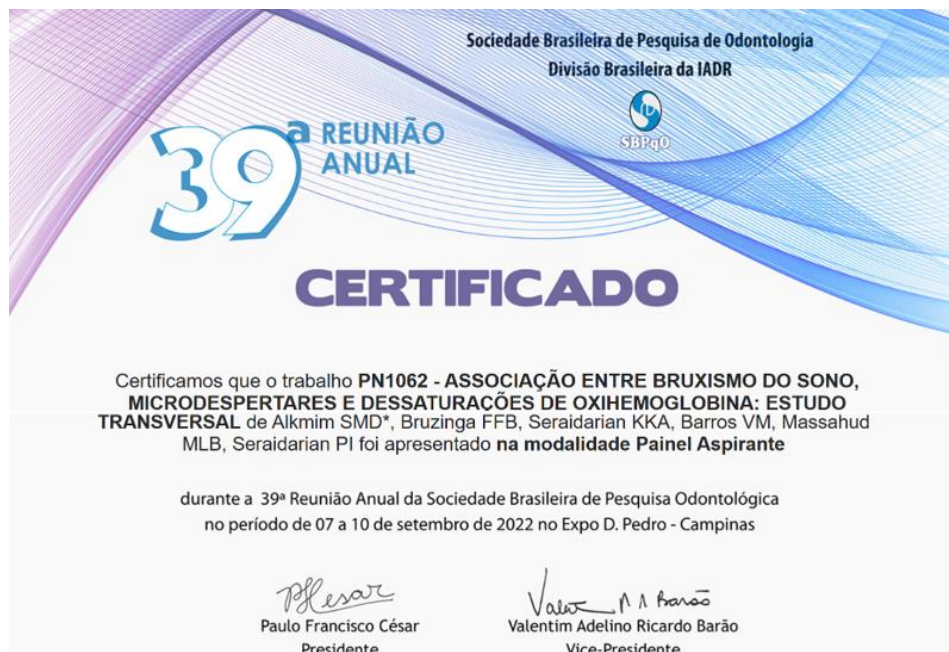 Sociedade Brasileira de Pesquisa de Odontologia
Divisão Brasileira da IADR
SBPqO
39ª REUNIÃO
ANUAL
CERTIFICADO
Certificamos que o trabalho PN1062 - ASSOCIAÇÃO ENTRE BRUXISMO DO SONO,
MICRODESPERTARES E DESSATURAÇÕES DE OXIHEMOGLOBINA: ESTUDO
TRANSVERSAL de Alkmim SMD*, Bruzinga FFB, Seraidarian KKA, Barros VM, Massahud
MLB, Seraidarian PI foi apresentado na modalidade Painel Aspirante
durante a 39ª Reunião Anual da Sociedade Brasileira de Pesquisa Odontológica
no período de 07 a 10 de setembro de 2022 no Expo D. Pedro - Campinas
Paulo Francisco César
Valentim Adelino Ricardo Barão
Presidente
Vice-Presidente